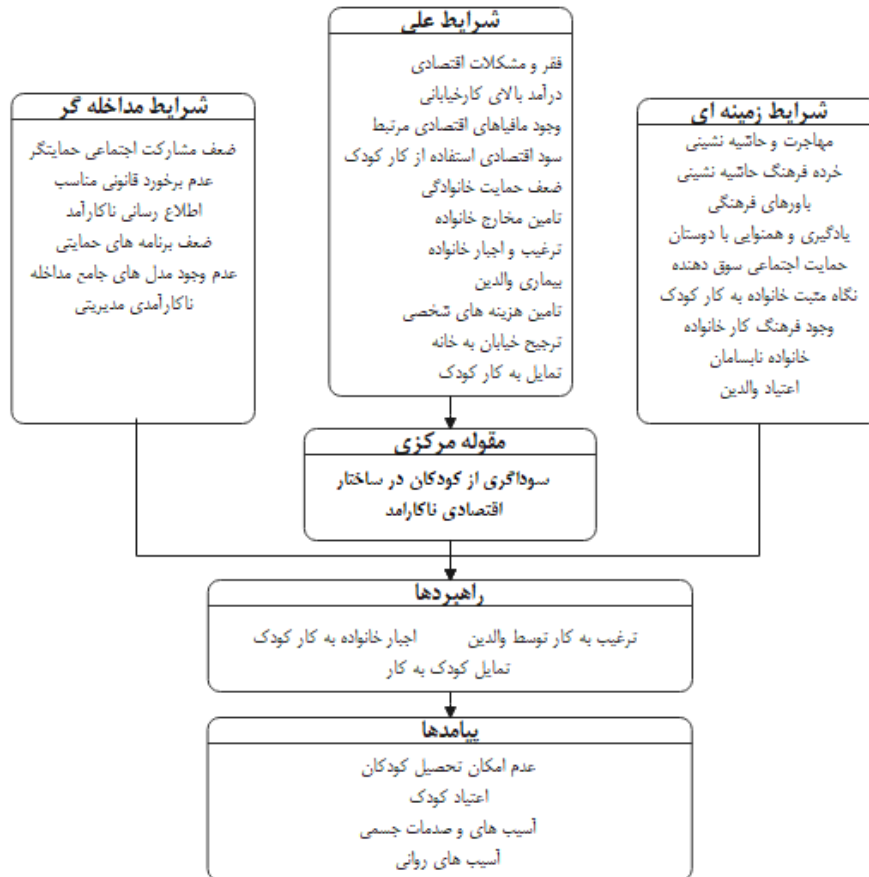 شرایط علی
فقر و مشکلات اقتصادی
درآمد بالای کارخیابانی
وجود مافیاهای اقتصادی مرتبط
سود اقتصادی استفاده از کار کودک
ضعف حمایت خانوادگی
تامین مخارج خانواده
ترغیب و اجبار خانواده
بیماری والدین
تامین هزینه های شخصی
ترجیح خیابان به خانه
تمایل به کار کودک
شرایط زمینه ای
مهاجرت و حاشیه نشینی
خرده فرهنگ حاشیه نشینی
باورهای فرهنگی
یادگیری و همنوایی با دوستان
حمایت اجتماعی سوق دهنده
نگاه مثبت خانواده به کار کودک
وجود فرهنگ کار خانواده
خانواده نابسامان
اعتیاد والدین
شرایط مداخله گر
ضعف مشارکت اجتماعی حمایتگر
عدم برخورد قانونی مناسب
اطلاع رسانی ناکارآمد
ضعف برنامه های حمایتی
عدم وجود مدل های جامع مداخله
ناکارآمدی مدیریتی
مقوله مرکزی
سوداگری از کودکان در ساختار
اقتصادی ناکارامد
راهبردها
ترغیب به کار توسط والدین اجبار خانواده به کار کودک
تمایل کودک به کار
پیامدها
عدم امکان تحصیل کودکان
اعتیاد کودک
آسیب های و صدمات جسمی
آسیب های روانی